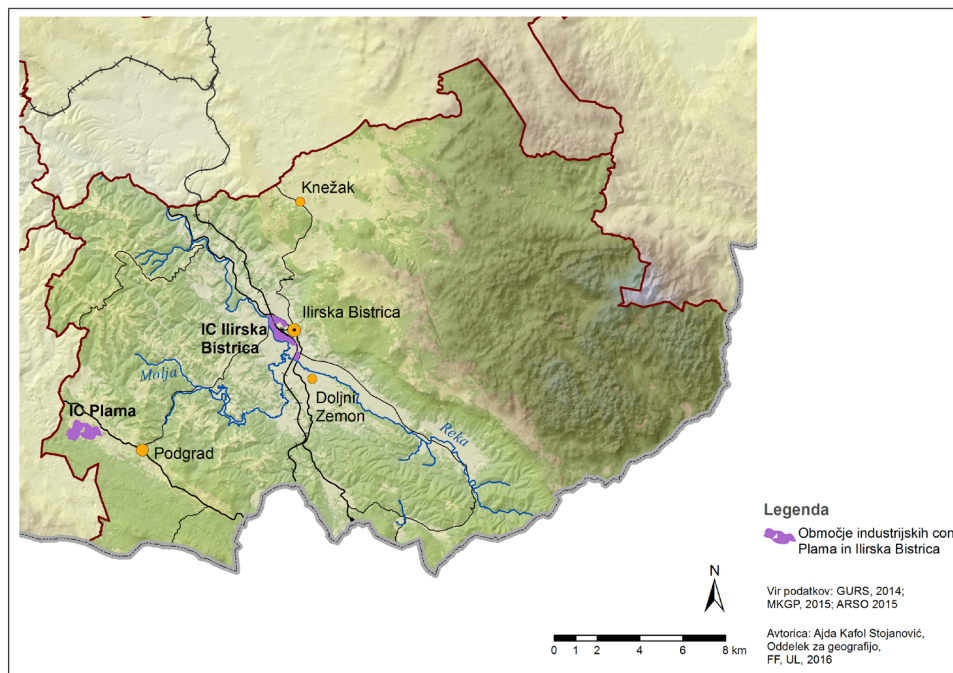 Knežak
Ilirska Bistrica
IC Ilirska
Bistrica
Molja
Doljni
Zemon
IC Plama
Reka
Podgrad
Legenda
Območje industrijskih con
Plama in Ilirska Bistrica
N
Vir podatkov: GURS, 2014;
MKGP, 2015; ARSO 2015
Avtorica: Ajda Kafol Stojanović,
Oddelek za geografijo,
FF, UL, 2016
0 1 2 4 6 8 km